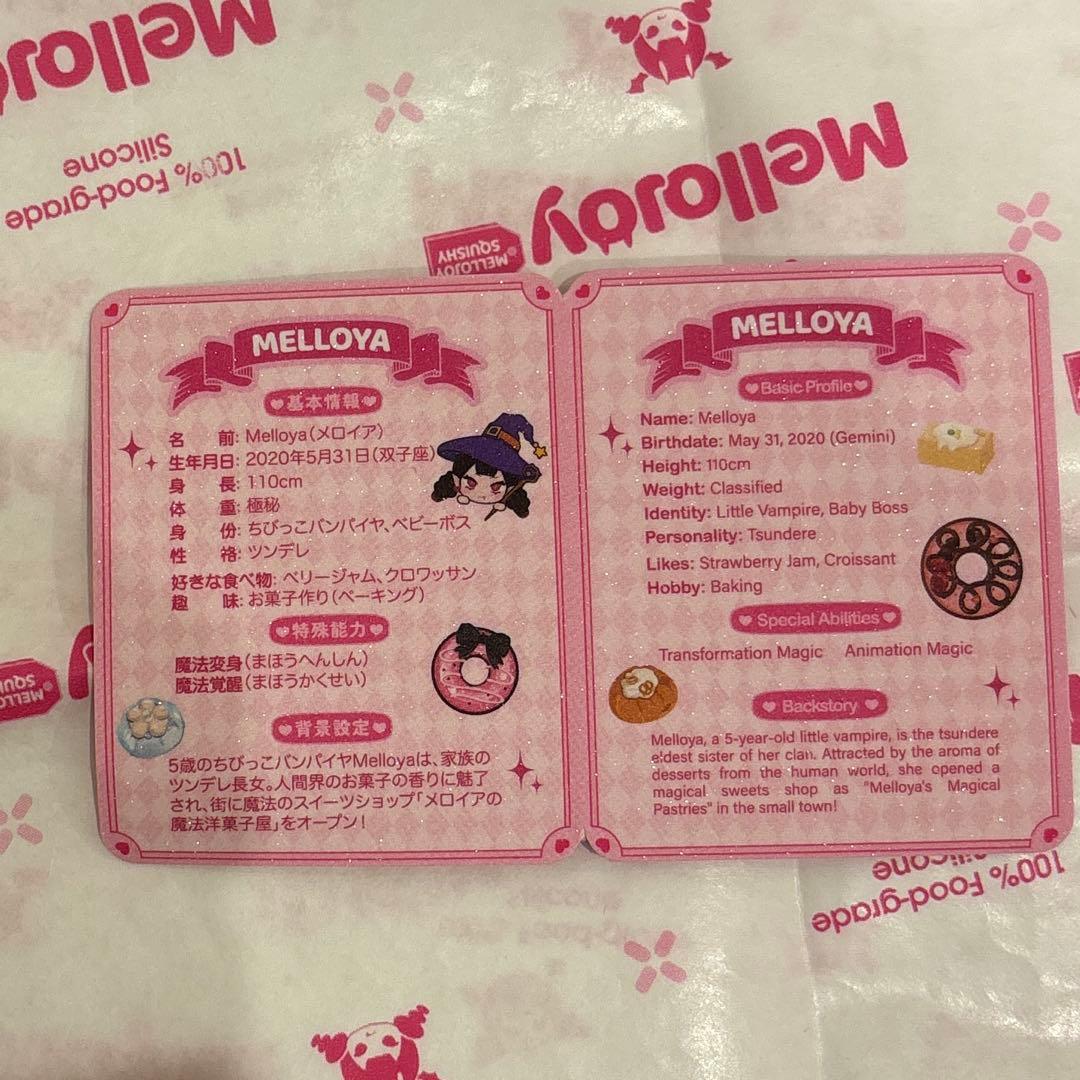 Mellojoy
100% Food-grade
Silicone
Mellojoy
MELLOJOY
SQUISHY
MELLOYA
基本情報
名 前: Melloya(メロイア)
生年月日: 2020年5月31日(双子座)
身 長: 110cm
体 重: 極秘
身 份: ちびっこバンパイヤ、ベビーボス
性 格: ツンデレ
好きな食べ物: ベリージャム、クロワッサン
趣 味: お菓子作り(ベーキング)
特殊能力
魔法変身(まほうへんしん)
魔法覚醒(まほうかくせい)
背景設定
5歳のちびっこバンパイヤMelloyaは、家族の
ツンデレ長女。人間界のお菓子の香りに魅了
され、街に魔法のスイーツショップ「メロイアの
魔法洋菓子屋」をオープン!
MELLOYA
Basic Profile
Name: Melloya
Birthdate: May 31, 2020 (Gemini)
Height: 110cm
Weight: Classified
Identity: Little Vampire, Baby Boss
Personality: Tsundere
Likes: Strawberry Jam, Croissant
Hobby: Baking
Special Abilities
Transformation Magic Animation Magic
Backstory
Melloya, a 5-year-old little vampire, is the tsundere
eldest sister of her clan. Attracted by the aroma of
desserts from the human world, she opened a
magical sweets shop as "Melloya's Magical
Pastries" in the small town!
MELLOJOY
100% Food-grade
Silicone